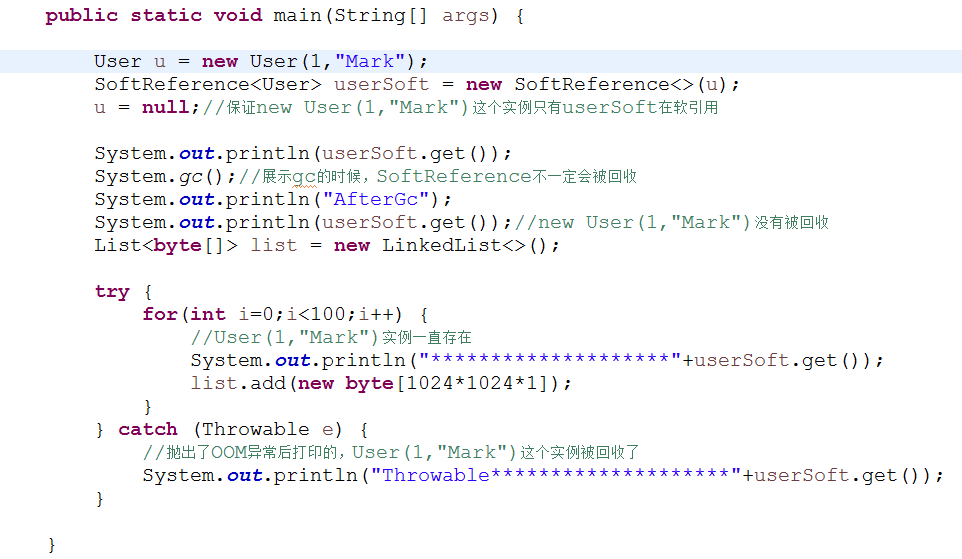 public static void main(String[] args) {
User u = new User(1,"Mark");
SoftReference<User> userSoft = new SoftReference<>(u);
u = null;//保证new User(1,"Mark")这个实例只有userSoft在软引用
System.out.println(userSoft.get());
System.gc();//展示gc的时候，SoftReference不一定会被回收
System.out.println("AfterGc");
System.out.println(userSoft.get());//new User(1,"Mark")没有被回收
List<byte[]> list = new LinkedList<>();
try {
for(int i=0;i<100;i++) {
//User(1,"Mark")实例一直存在
System.out.println("********************"+userSoft.get());
list.add(new byte[1024*1024*1]);
}
} catch (Throwable e) {
//抛出了OOM异常后打印的，User(1,"Mark")这个实例被回收了
System.out.println("Throwable********************"+userSoft.get());
}
}